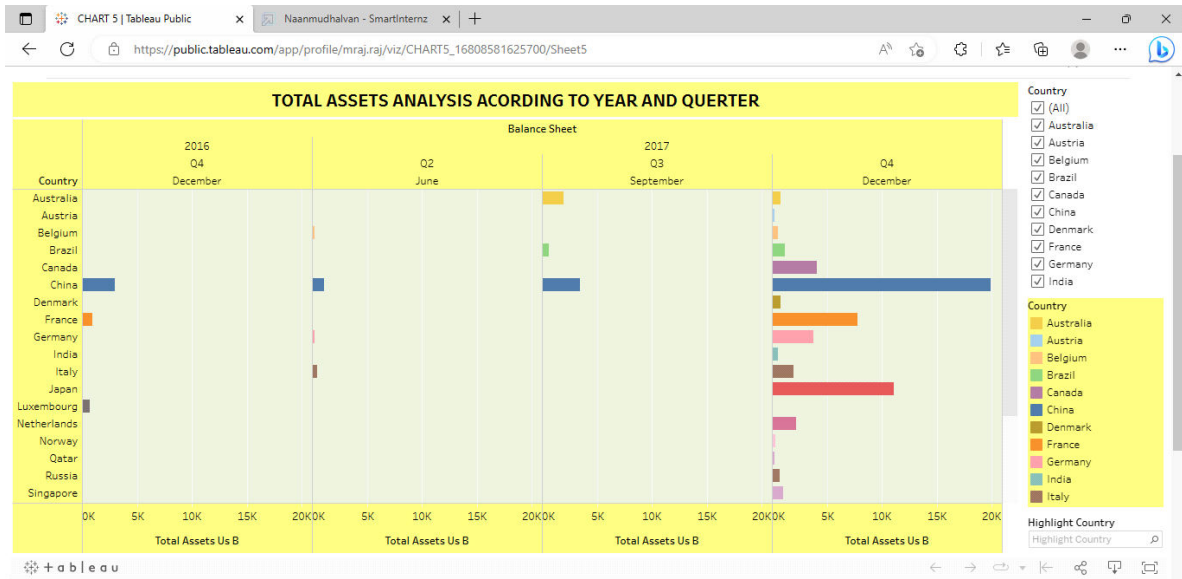 CHART 5 | Tableau Public
Naanmudhalvan - SmartInternz
https://public.tableau.com/app/profile/mraj.raj/viz/CHART5_16808581625700/Sheet5
TOTAL ASSETS ANALYSIS ACORDING TO YEAR AND QUERTER
Balance Sheet
2016 2017
Q4 Q2 Q3 Q4
Country December June September December
Australia
Austria
Belgium
Brazil
Canada
China
Denmark
France
Germany
India
Italy
Japan
Luxembourg
Netherlands
Norway
Qatar
Russia
Singapore
0K 5K 10K 15K 20K 0K 5K 10K 15K 20K 0K 5K 10K 15K 20K 0K 5K 10K 15K 20K
Total Assets Us B Total Assets Us B Total Assets Us B Total Assets Us B
Country
(All)
Australia
Austria
Belgium
Brazil
Canada
China
Denmark
France
Germany
India
Country
Australia
Austria
Belgium
Brazil
Canada
China
Denmark
France
Germany
India
Italy
Highlight Country
Highlight Country
+ableau